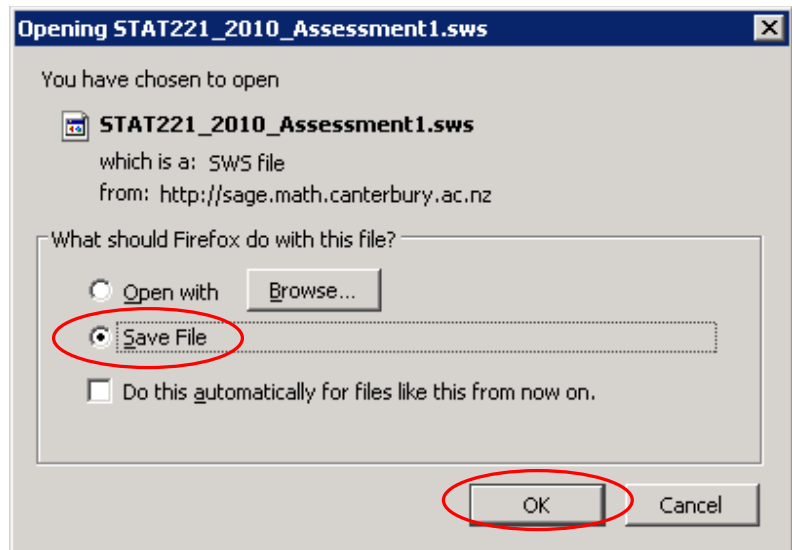 Opening STAT221_2010_Assessment1.sws
You have chosen to open
STAT221_2010_Assessment1.sws
which is a: SWS file
from: http://sage.math.canterbury.ac.nz
What should Firefox do with this file?
Open with Browse...
Save File
Do this automatically for files like this from now on.
OK Cancel